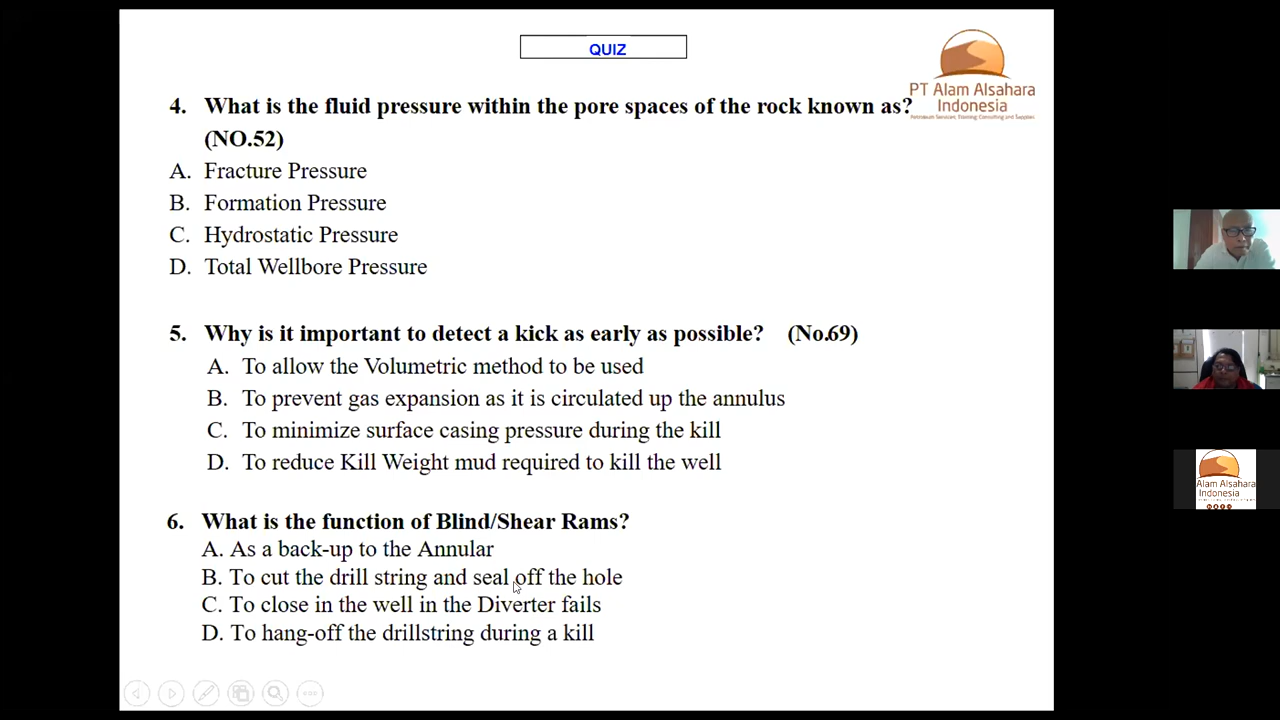 QUIZ
PT Alam Alsahara
Indonesia
4. What is the fluid pressure within the pore spaces of the rock known as?
(NO.52)
A. Fracture Pressure
B. Formation Pressure
C. Hydrostatic Pressure
D. Total Wellbore Pressure
5. Why is it important to detect a kick as early as possible? (No.69)
A. To allow the Volumetric method to be used
B. To prevent gas expansion as it is circulated up the annulus
C. To minimize surface casing pressure during the kill
D. To reduce Kill Weight mud required to kill the well
6. What is the function of Blind/Shear Rams?
A. As a back-up to the Annular
B. To cut the drill string and seal off the hole
C. To close in the well in the Diverter fails
D. To hang-off the drillstring during a kill
Alam Alsahara
Indonesia